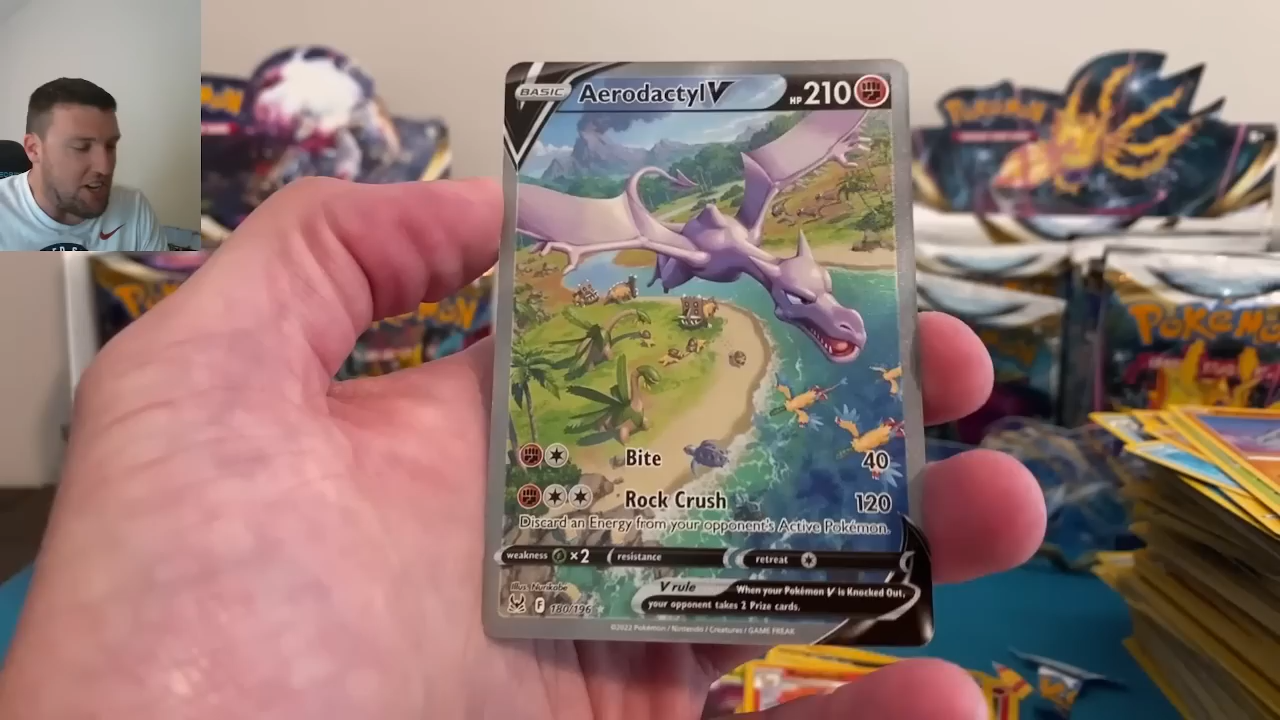 BASIC AerodactylV HP 210
Bite 40
Rock Crush 120
Discard an Energy from your opponent's Active Pokémon.
weakness ×2 resistance retreat
V rule When your Pokémon V is Knocked Out,
your opponent takes 2 Prize cards.
Illus. Nurikabe
F 180/196
©2022 Pokémon / Nintendo / Creatures / GAME FREAK
POKÉMON